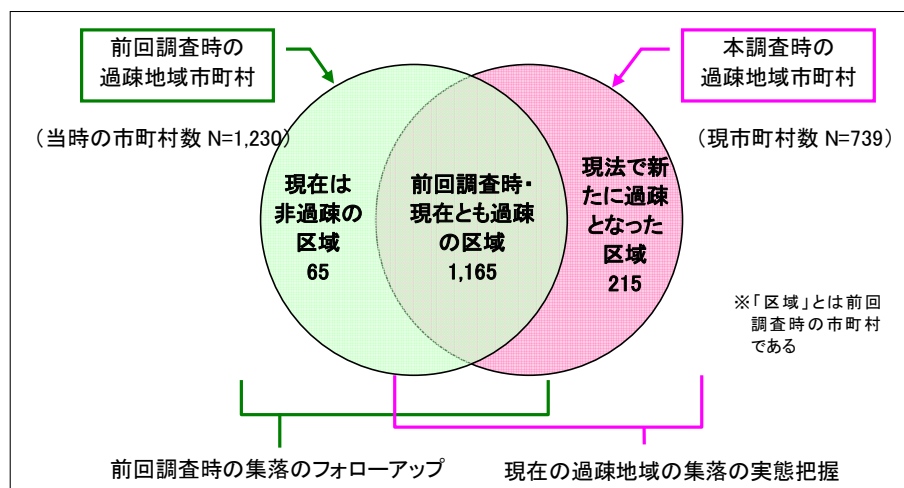 前回調査時の
過疎地域市町村
本調査時の
過疎地域市町村
（当時の市町村数 N=1,230）
（現市町村数 N=739）
現在は
非過疎の
区域
65
前回調査時・
現在とも過疎
の区域
1,165
現法で新
たに過疎
となった
区域
215
※「区域」とは前回
調査時の市町村
である
前回調査時の集落のフォローアップ
現在の過疎地域の集落の実態把握